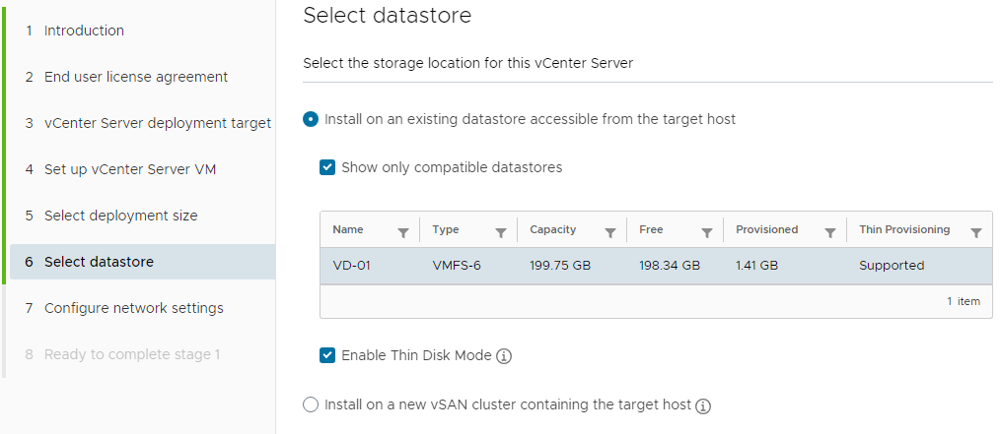 Select datastore
1 Introduction
2 End user license agreement
3 vCenter Server deployment target
4 Set up vCenter Server VM
5 Select deployment size
6 Select datastore
7 Configure network settings
8 Ready to complete stage 1
Select the storage location for this vCenter Server
Install on an existing datastore accessible from the target host
Show only compatible datastores
Name Type Capacity Free Provisioned Thin Provisioning
VD-01 VMFS-6 199.75 GB 198.34 GB 1.41 GB Supported
1 item
Enable Thin Disk Mode
Install on a new vSAN cluster containing the target host